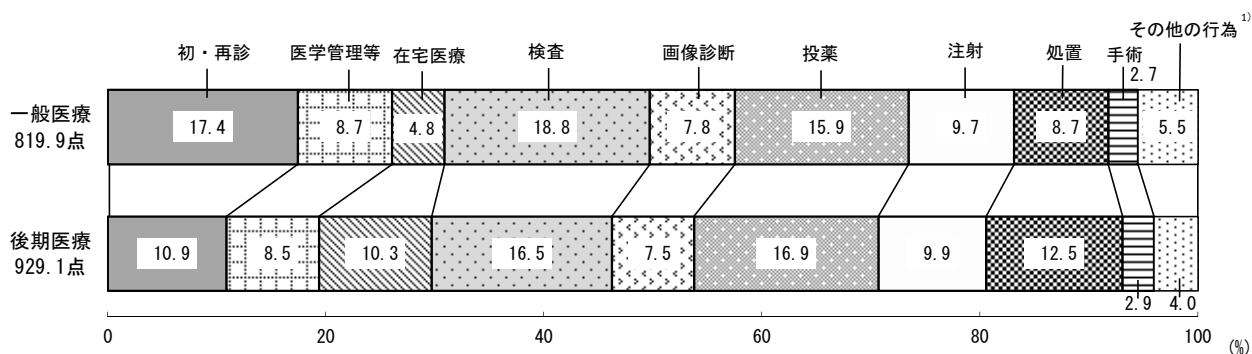 初・再診 医学管理等 在宅医療 検査 画像診断 投薬 注射 処置 手術 その他の行為 1)
2.7
一般医療
819.9点
17.4 8.7 4.8 18.8 7.8 15.9 9.7 8.7 5.5
後期医療
929.1点
10.9 8.5 10.3 16.5 7.5 16.9 9.9 12.5
2.9 4.0
0 20 40 60 80 100 (%)